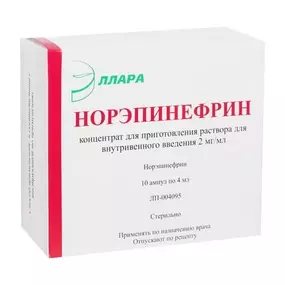 ЭЛЛАРА
НОРЭПИНЕФРИН
концентрат для приготовления раствора для
внутривенного введения 2 мг/мл
Норэпинефрин
10 ампул по 4 мл
ЛП-004095
Стерильно
Применять по назначению врача
Отпускают по рецепту